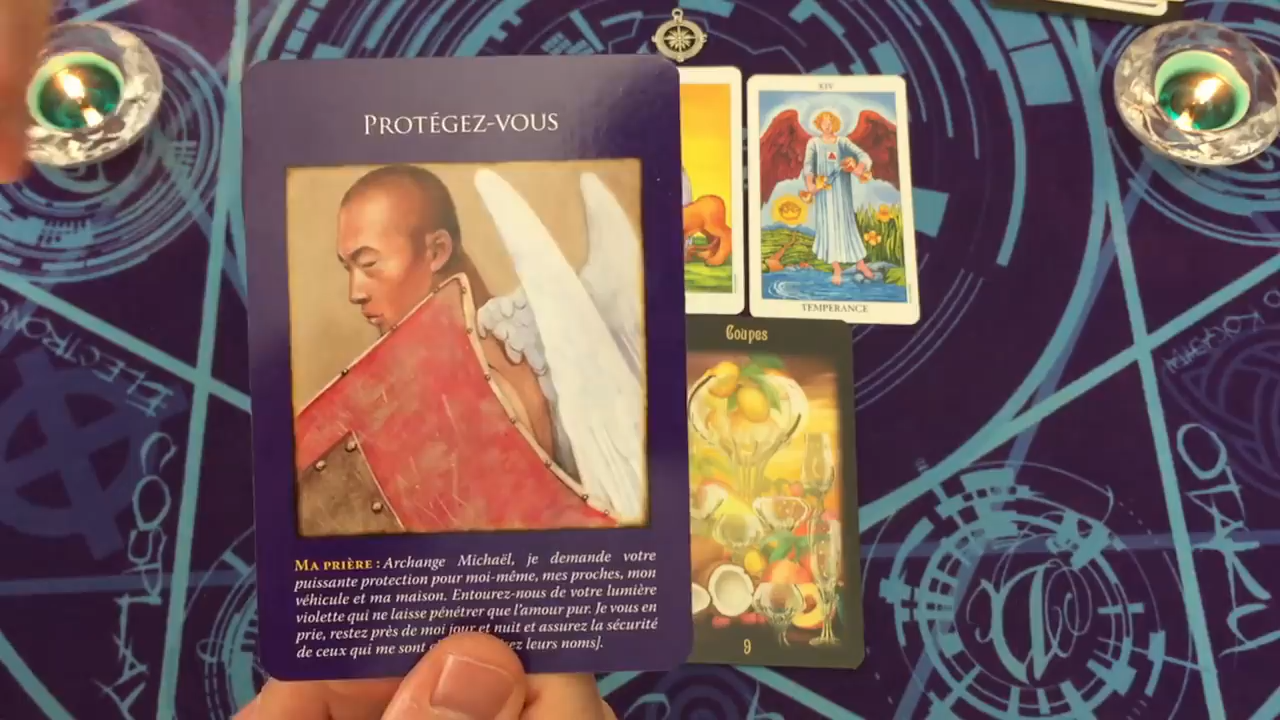 PROTÉGEZ-VOUS
MA PRIÈRE : Archange Michaël, je demande votre
puissante protection pour moi-même, mes proches, mon
véhicule et ma maison. Entourez-nous de votre lumière
violette qui ne laisse pénétrer que l'amour pur. Je vous en
prie, restez près de moi jour et nuit et assurez la sécurité
de ceux qui me sont leurs noms].
XIV
TEMPERANCE
Coupes
9